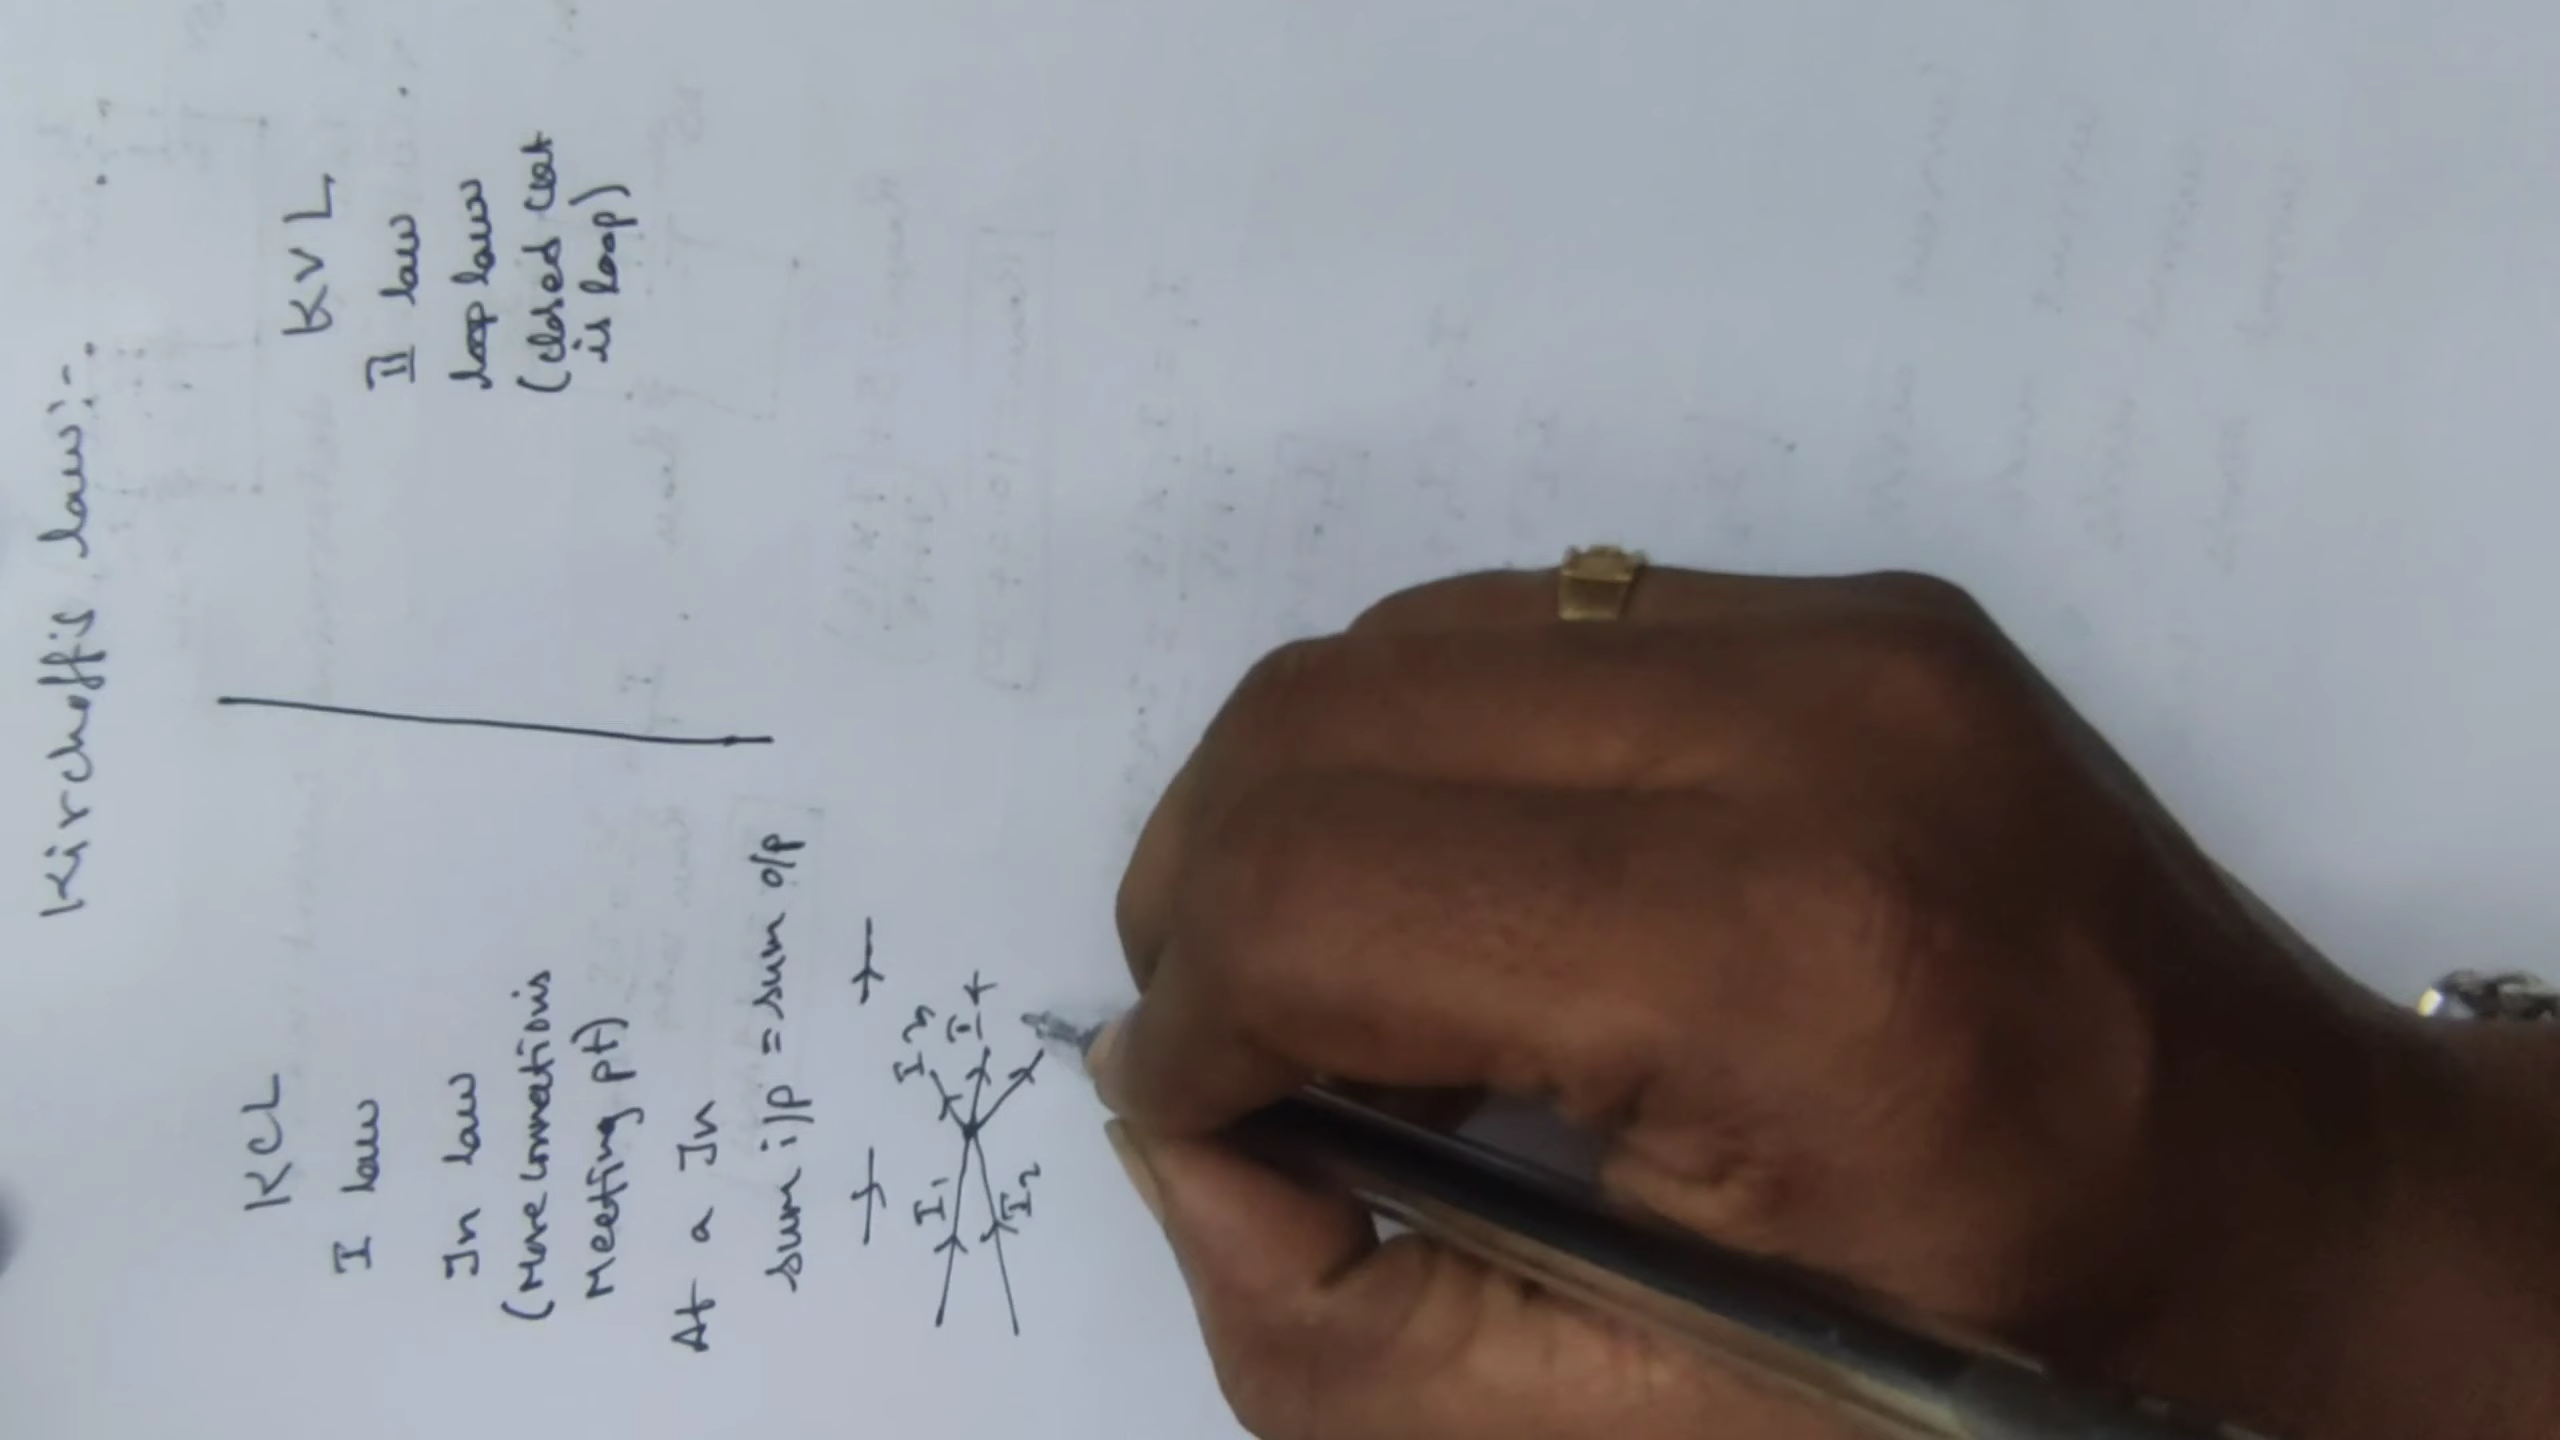 Kirchoff's law:-
KCL
I law
Jn law
(More connections
Meeting pt)
At a Jn
sum i/p = sum o/p
I1
I2
I3
I4
KVL
II law
loop law
(closed
is loop)